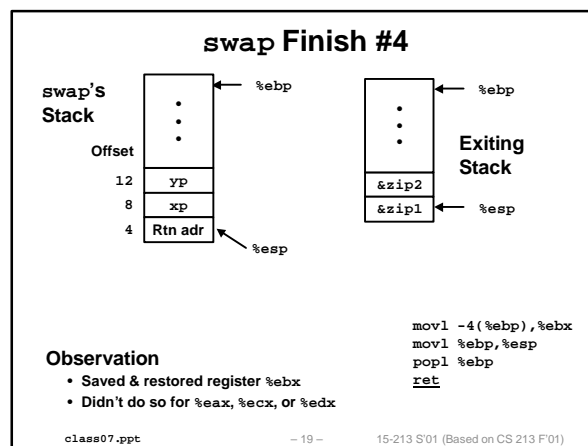 swap Finish #4
swap's
Stack
%ebp
•
•
•
Offset
12 yp
8 xp
4 Rtn adr
%esp
%ebp
•
•
•
Exiting
Stack
&zip2
&zip1
%esp
movl -4(%ebp),%ebx
movl %ebp,%esp
popl %ebp
ret
Observation
• Saved & restored register %ebx
• Didn't do so for %eax, %ecx, or %edx
class07.ppt
– 19 –
15-213 S'01 (Based on CS 213 F'01)